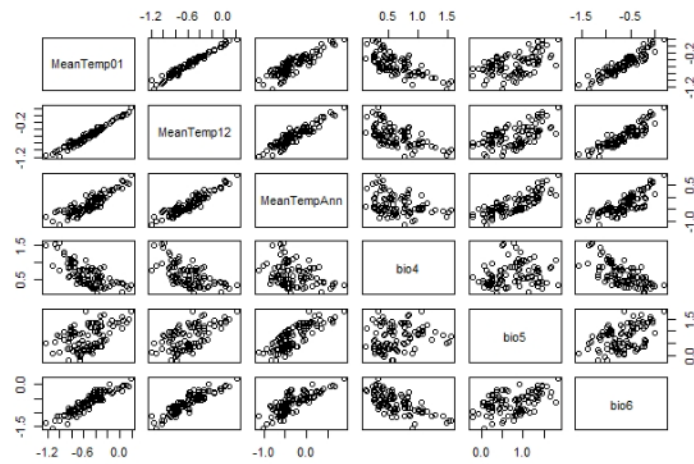 -1.2 -0.6 0.0
0.5 1.0 1.5
-1.5 -0.5
MeanTemp01
-1.2 -0.2
-1.2 -0.2
MeanTemp12
MeanTempAnn
-1.0 0.5
0.5 1.5
bio4
bio5
0.0 1.5
-1.5 0.0
bio6
-1.2 -0.6 0.0
-1.0 0.0
0.0 1.0